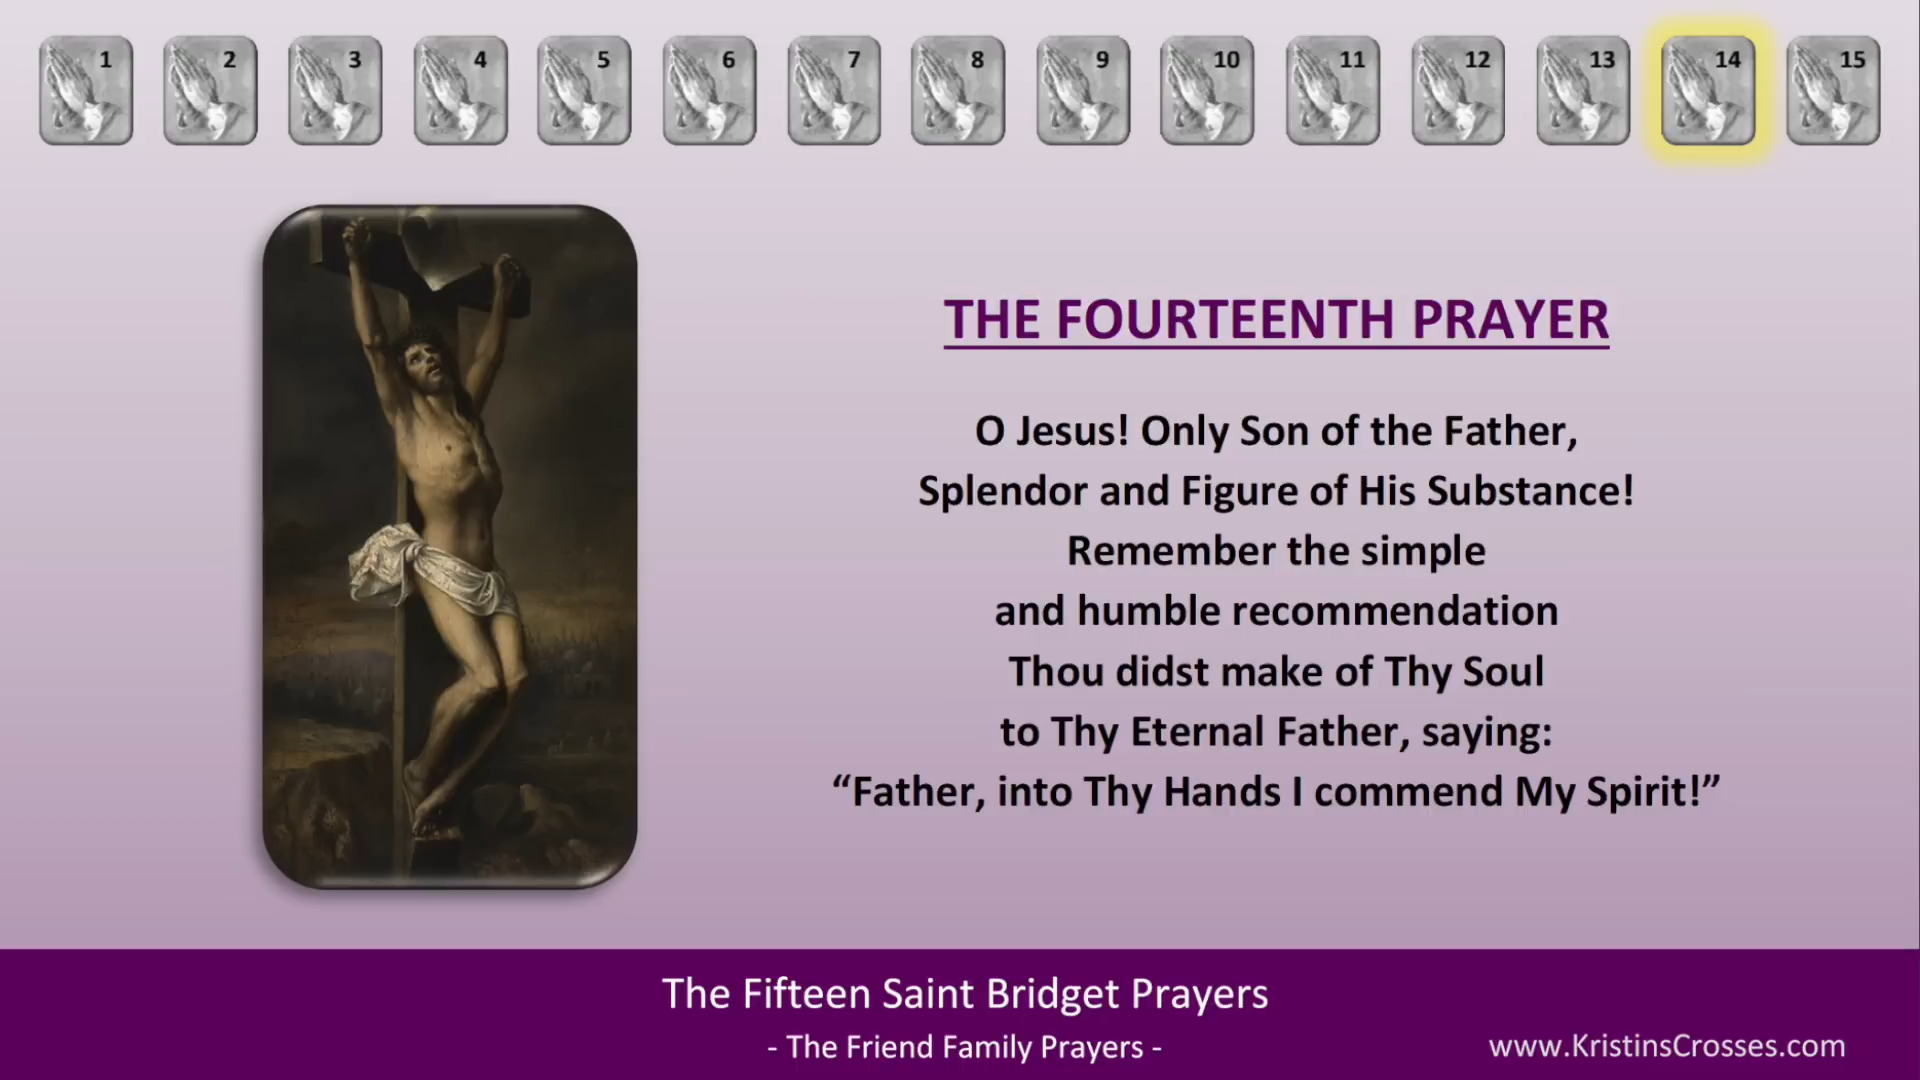 1 2 3 4 5 6 7 8 9 10 11 12 13 14 15
THE FOURTEENTH PRAYER
O Jesus! Only Son of the Father,
Splendor and Figure of His Substance!
Remember the simple
and humble recommendation
Thou didst make of Thy Soul
to Thy Eternal Father, saying:
“Father, into Thy Hands I commend My Spirit!”
The Fifteen Saint Bridget Prayers
- The Friend Family Prayers -
www.KristinsCrosses.com